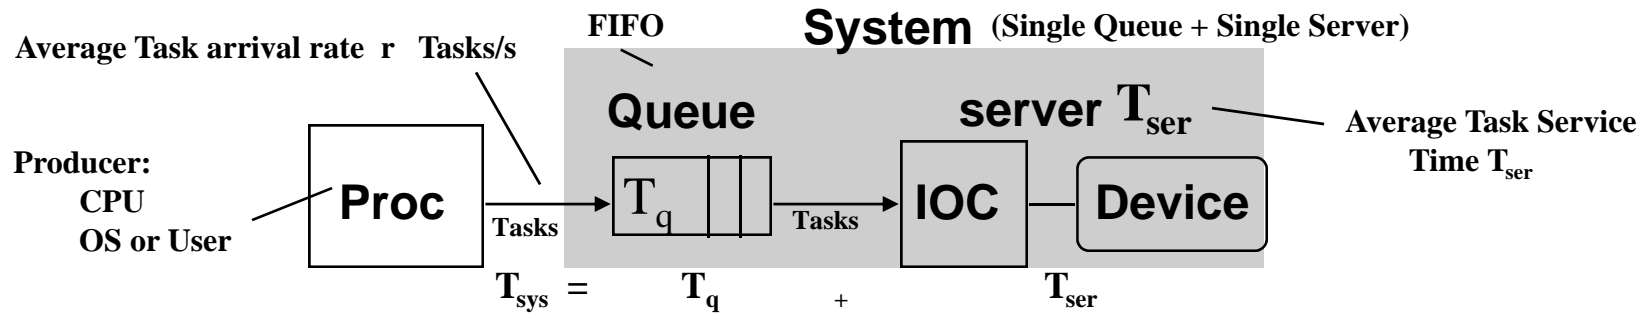 FIFO
System (Single Queue + Single Server)
Average Task arrival rate r Tasks/s
Queue
server Tser
Average Task Service
Time Tser
Producer:
CPU
OS or User
Proc
Tasks
Tq
Tasks
IOC
Device
Tsys = Tq + Tser